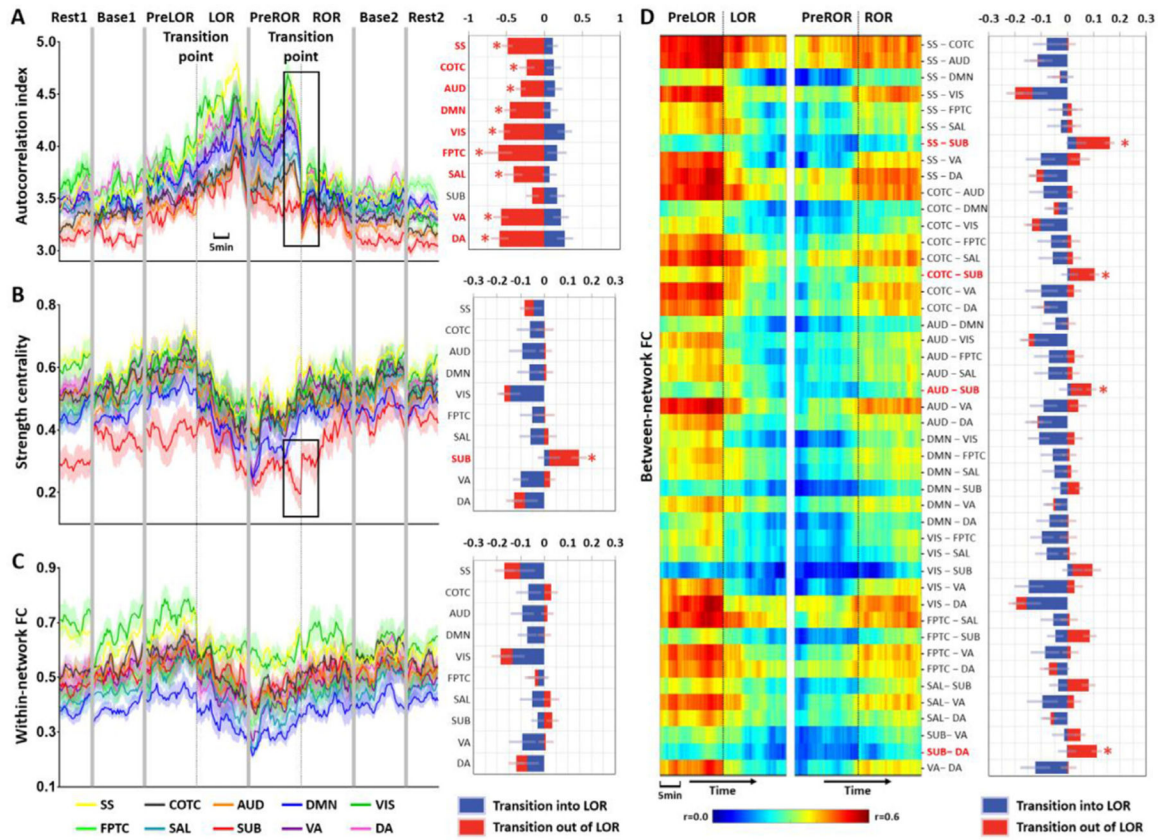 A
Rest1 Base1 PreLOR LOR PreROR ROR Base2 Rest2
Transition point
Transition point
Autocorrelation index
5.0
4.5
4.0
3.5
3.0
5min
-1 -0.5 0 0.5 1
SS *
COTC *
AUD *
DMN *
VIS *
FPTC *
SAL *
SUB
VA *
DA *
B
Strength centrality
0.8
0.6
0.4
0.2
-0.3 -0.2 -0.1 0 0.1 0.2 0.3
SS
COTC
AUD
DMN
VIS
FPTC
SAL
SUB *
VA
DA
C
Within-network FC
0.9
0.7
0.5
0.3
0.1
-0.3 -0.2 -0.1 0 0.1 0.2 0.3
SS
COTC
AUD
DMN
VIS
FPTC
SAL
SUB
VA
DA
SS COTC AUD DMN VIS
FPTC SAL SUB VA DA
Transition into LOR
Transition out of LOR
D
PreLOR LOR PreROR ROR
-0.3 -0.2 -0.1 0 0.1 0.2 0.3
Between-network FC
SS – COTC
SS – AUD
SS – DMN
SS – VIS
SS – FPTC
SS – SAL
SS – SUB *
SS – VA
SS – DA
COTC – AUD
COTC – DMN
COTC – VIS
COTC – FPTC
COTC – SAL
COTC – SUB *
COTC – VA
COTC – DA
AUD – DMN
AUD – VIS
AUD – FPTC
AUD – SAL
AUD – SUB *
AUD – VA
AUD – DA
DMN – VIS
DMN – FPTC
DMN – SAL
DMN – SUB
DMN – VA
DMN – DA
VIS – FPTC
VIS – SAL
VIS – SUB
VIS – VA
VIS – DA
FPTC – SAL
FPTC – SUB
FPTC – VA
FPTC – DA
SAL – SUB
SAL – VA
SAL – DA
SUB – VA
SUB – DA *
VA – DA
5min
Time
Time
r=0.0 r=0.6
Transition into LOR
Transition out of LOR